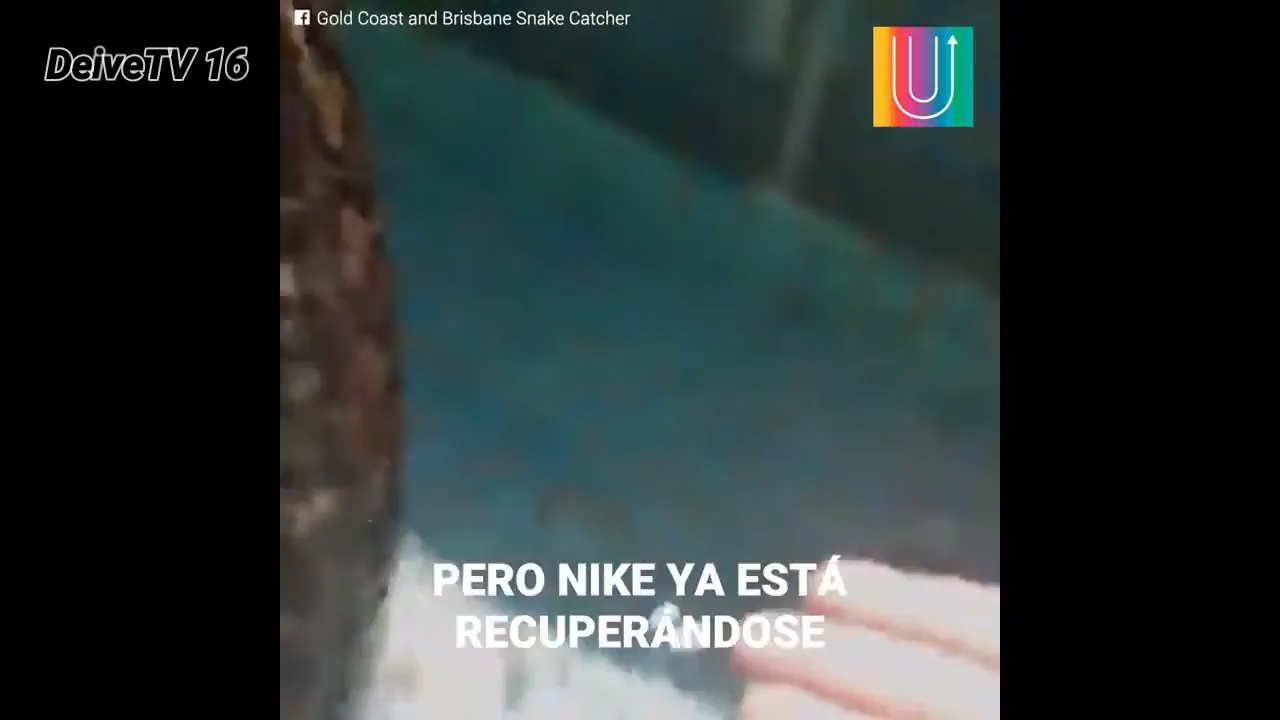 Gold Coast and Brisbane Snake Catcher
DeiveTV 16
PERO NIKE YA ESTÁ
RECUPERÁNDOSE